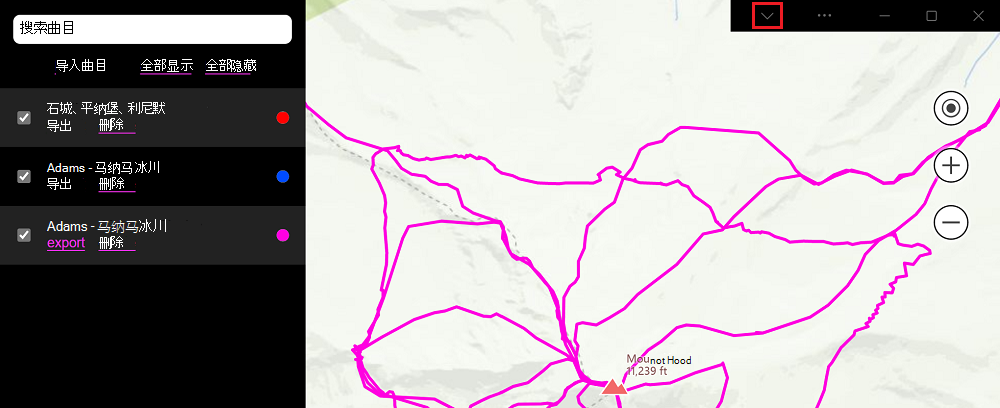 搜索曲目
导入曲目 全部显示 全部隐藏
石城、平纳堡、利尼默
导出 删除
Adams - 马纳马冰川
导出 删除
Adams - 马纳马冰川
export 删除
Mounot Hood
11,239 ft